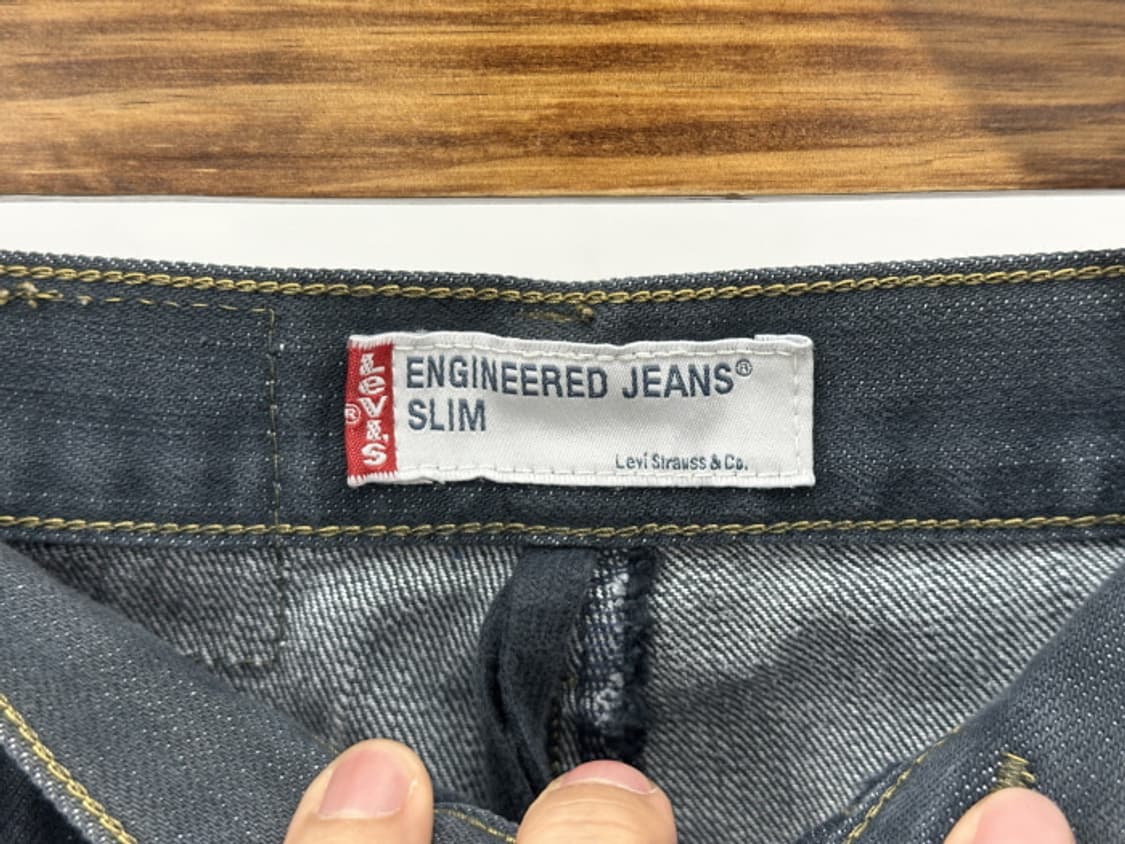 LEVI'S®
ENGINEERED JEANS®
SLIM
Levi Strauss & Co.